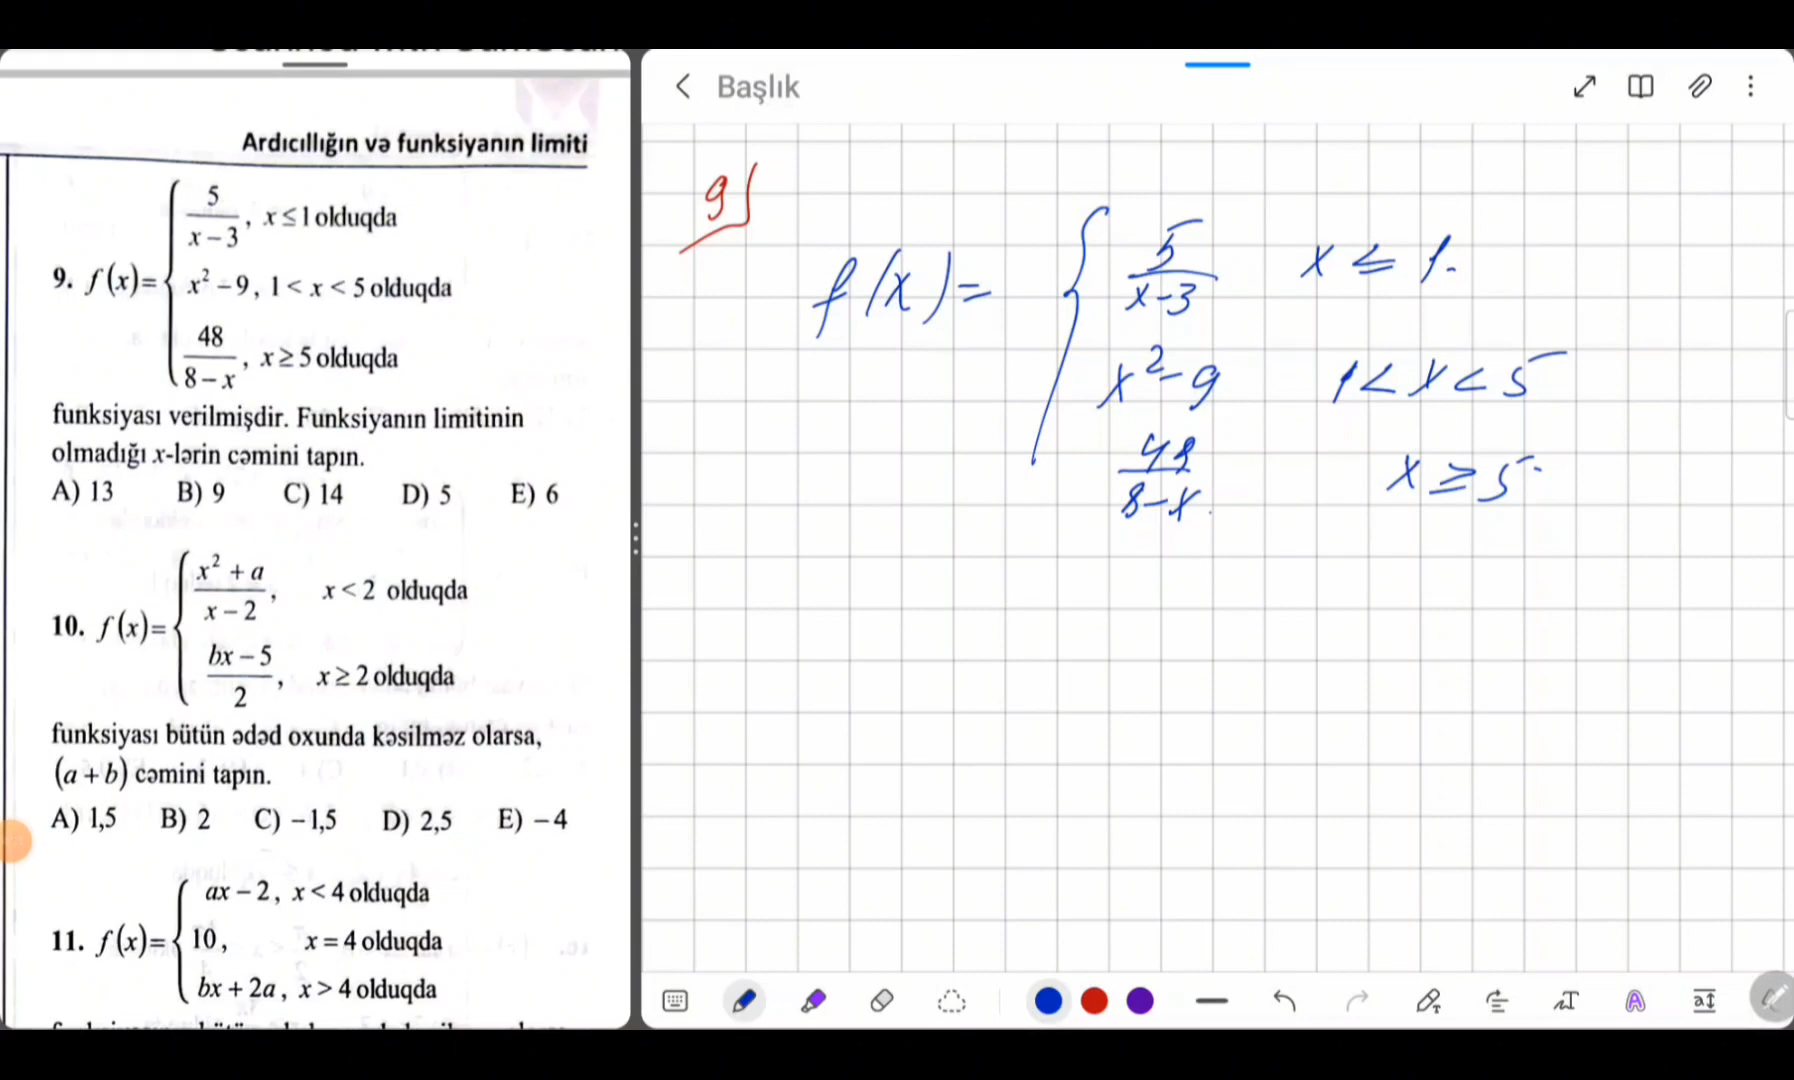 Ardıcıllığın və funksiyanın limiti
9. f(x)= { 5/(x−3), x ≤ 1 olduqda
x² − 9, 1 < x < 5 olduqda
48/(8−x), x ≥ 5 olduqda
funksiyası verilmişdir. Funksiyanın limitinin
olmadığı x-lərin cəmini tapın.
A) 13 B) 9 C) 14 D) 5 E) 6
10. f(x)= { (x² + a)/(x − 2), x < 2 olduqda
(bx − 5)/2, x ≥ 2 olduqda
funksiyası bütün ədəd oxunda kəsilməz olarsa,
(a + b) cəmini tapın.
A) 1,5 B) 2 C) −1,5 D) 2,5 E) −4
11. f(x)= { ax − 2, x < 4 olduqda
10, x = 4 olduqda
bx + 2a, x > 4 olduqda
Başlık
9
f(x) = { 5/(x−3) x ≤ 1.
x² − 9 1 < x < 5
48/(8−x) x ≥ 5